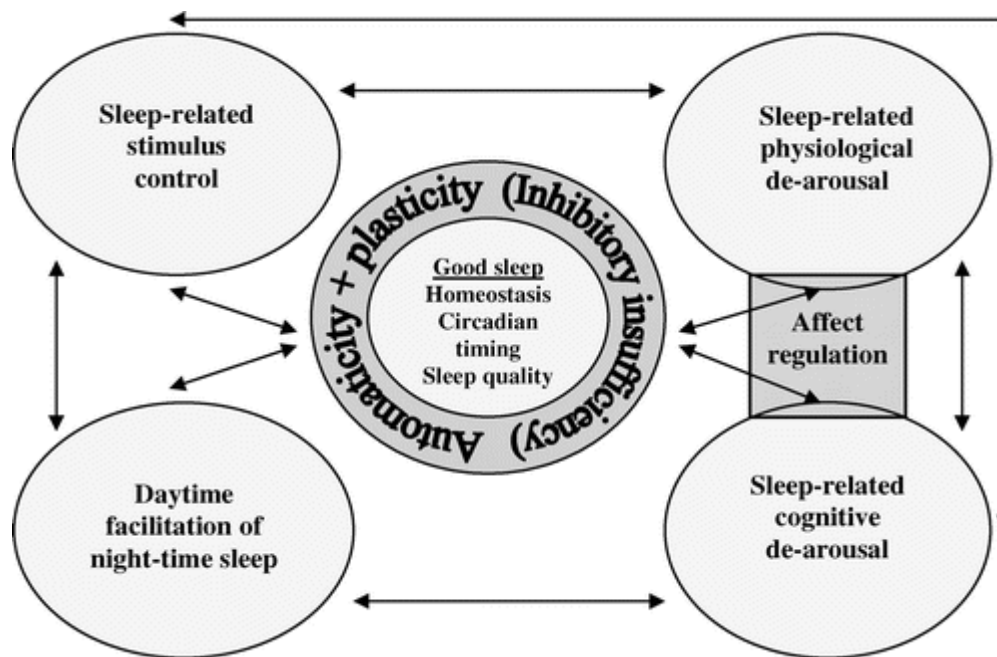 Sleep-related
stimulus
control
Sleep-related
physiological
de-arousal
Automaticity + plasticity (Inhibitory insufficiency)
Good sleep
Homeostasis
Circadian
timing
Sleep quality
Affect
regulation
Daytime
facilitation of
night-time sleep
Sleep-related
cognitive
de-arousal